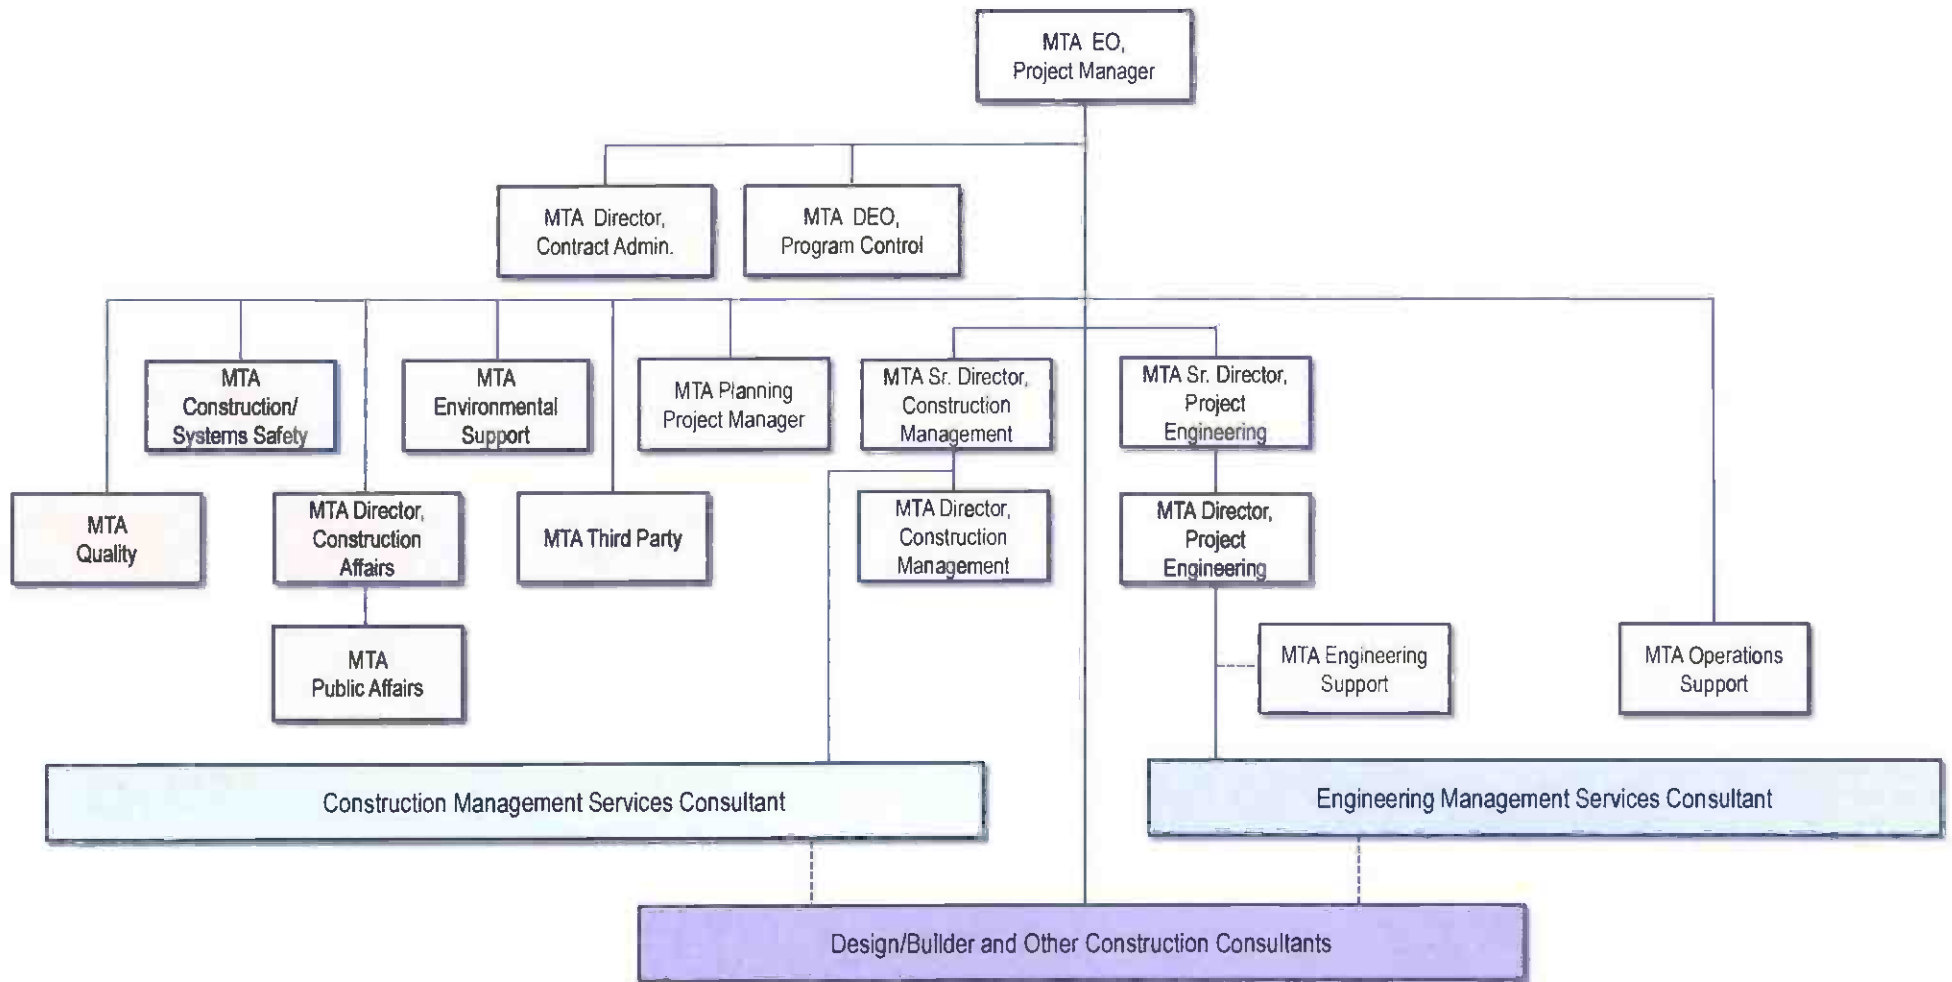 MTA EO,
Project Manager
MTA Director,
Contract Admin.
MTA DEO,
Program Control
MTA
Construction/
Systems Safety
MTA
Environmental
Support
MTA Planning
Project Manager
MTA Sr. Director,
Construction
Management
MTA Sr. Director,
Project
Engineering
MTA
Quality
MTA Director,
Construction
Affairs
MTA Third Party
MTA Director,
Construction
Management
MTA Director,
Project
Engineering
MTA
Public Affairs
MTA Engineering
Support
MTA Operations
Support
Construction Management Services Consultant
Engineering Management Services Consultant
Design/Builder and Other Construction Consultants